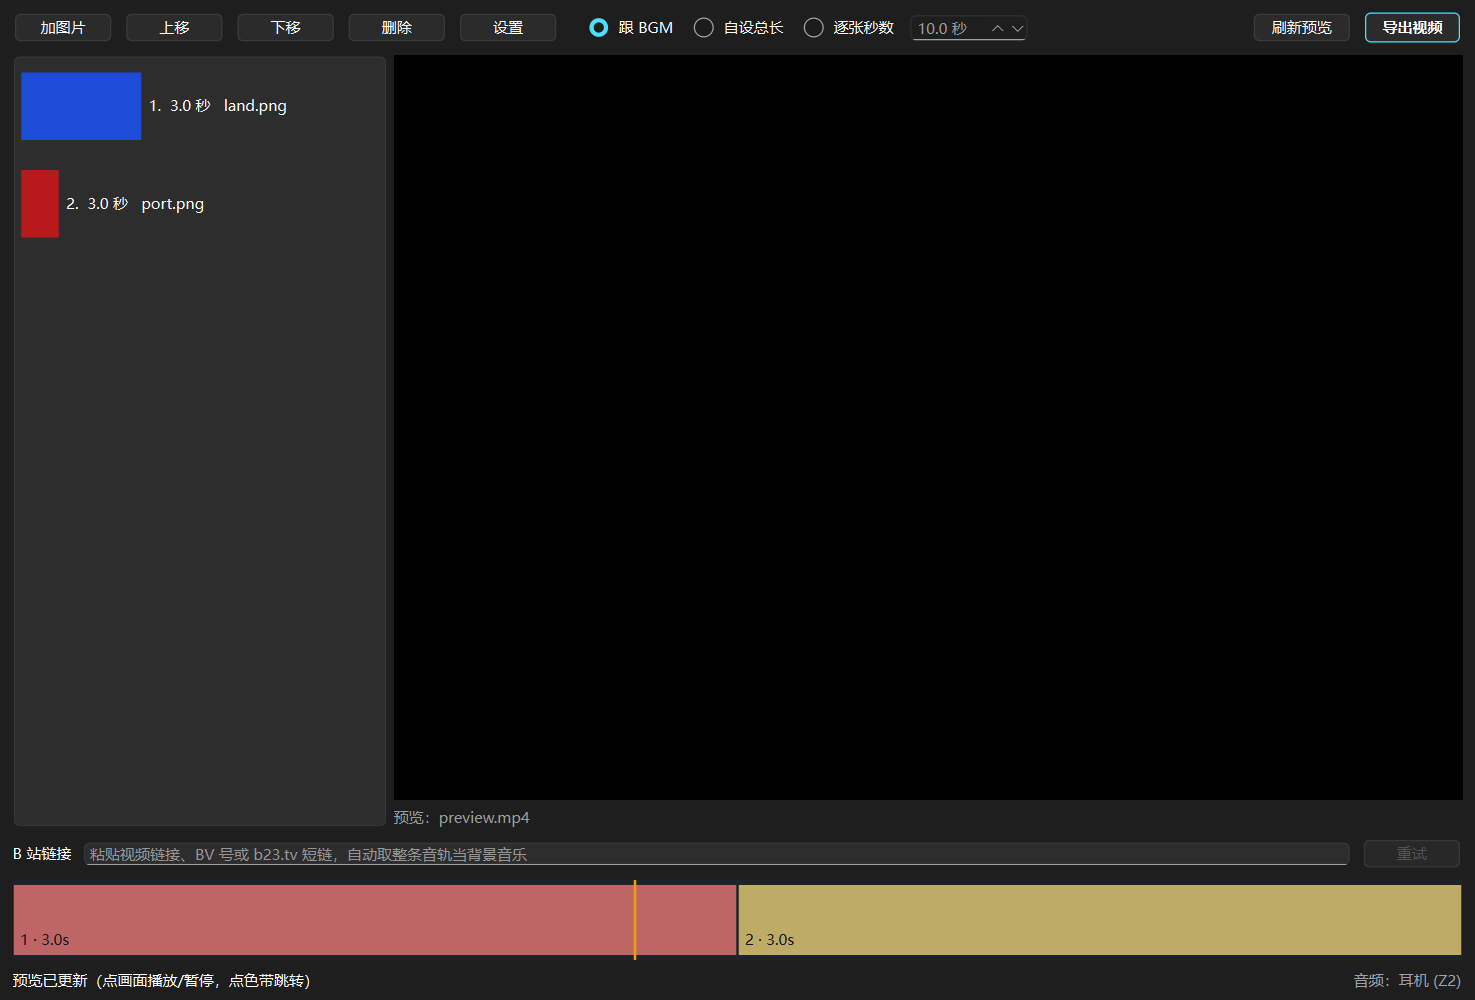 加图片 上移 下移 删除 设置 跟 BGM 自设总长 逐张秒数 10.0 秒 刷新预览 导出视频
1. 3.0 秒 land.png
2. 3.0 秒 port.png
预览：preview.mp4
B 站链接 粘贴视频链接、BV 号或 b23.tv 短链，自动取整条音轨当背景音乐 重试
1 · 3.0s 2 · 3.0s
预览已更新（点画面播放/暂停，点色带跳转） 音频：耳机 (Z2)